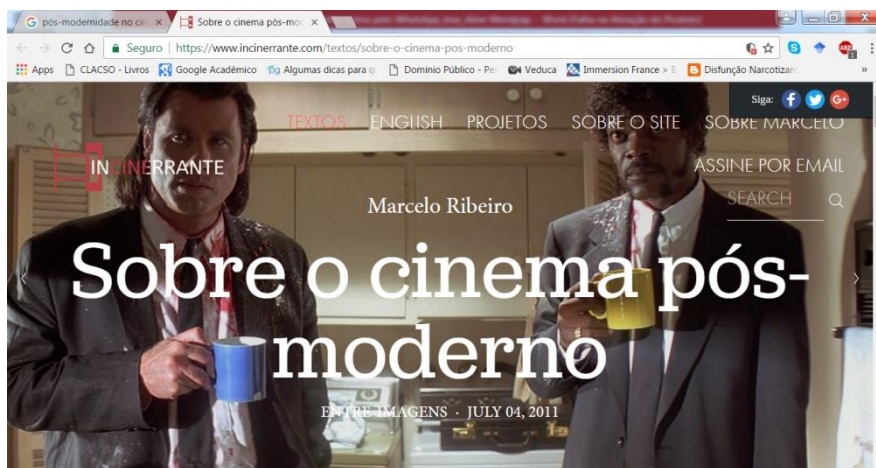 pós-modernidade no cin
Sobre o cinema pós-mod
Seguro | https://www.incinerrante.com/textos/sobre-o-cinema-pos-moderno
Apps CLACSO - Livros Google Acadêmico Algumas dicas para Domínio Público - Pe Veduca Immersion France > E Disfunção Narcotizan »
Siga:
TEXTOS ENGLISH PROJETOS SOBRE O SITE SOBRE MARCELO
INCINERRANTE
ASSINE POR EMAIL
SEARCH
Marcelo Ribeiro
Sobre o cinema pós-
moderno
ENTRE-IMAGENS · JULY 04, 2011